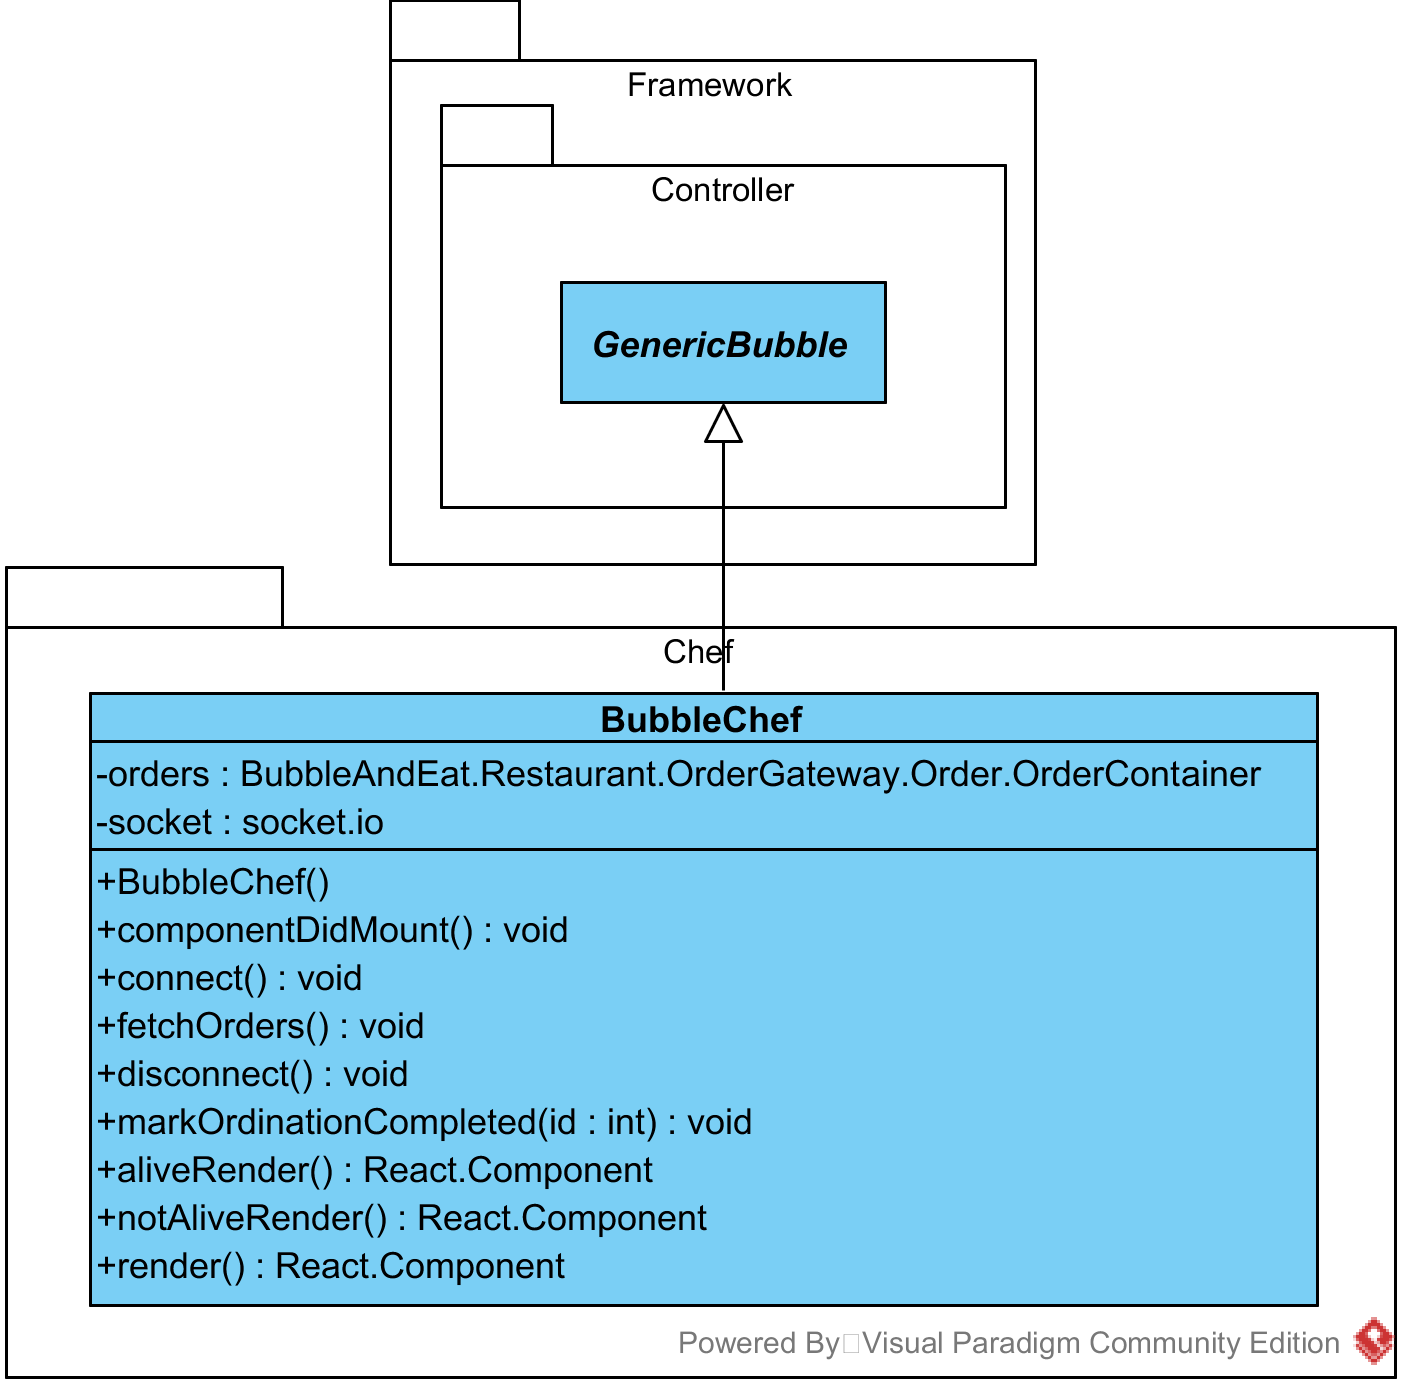 Framework
Controller
GenericBubble
Chef
BubbleChef
-orders : BubbleAndEat.Restaurant.OrderGateway.Order.OrderContainer
-socket : socket.io
+BubbleChef()
+componentDidMount() : void
+connect() : void
+fetchOrders() : void
+disconnect() : void
+markOrdinationCompleted(id : int) : void
+aliveRender() : React.Component
+notAliveRender() : React.Component
+render() : React.Component
Powered By Visual Paradigm Community Edition